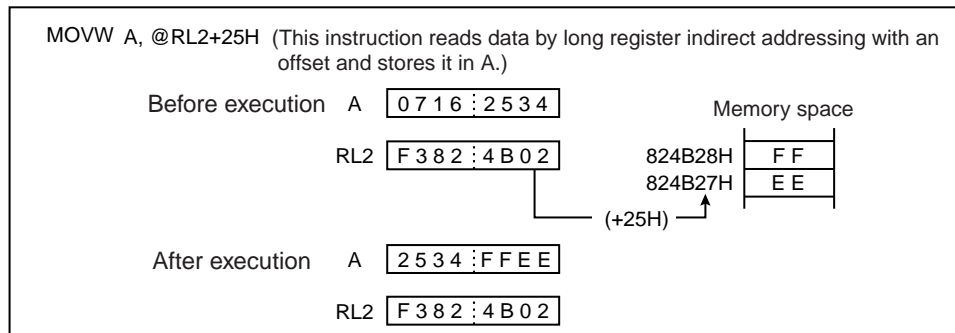 MOVW A, @RL2+25H (This instruction reads data by long register indirect addressing with an
offset and stores it in A.)
Before execution A 0716 2534
Memory space
RL2 F382 4B02 824B28H FF
824B27H EE
(+25H)
After execution A 2534 FFEE
RL2 F382 4B02